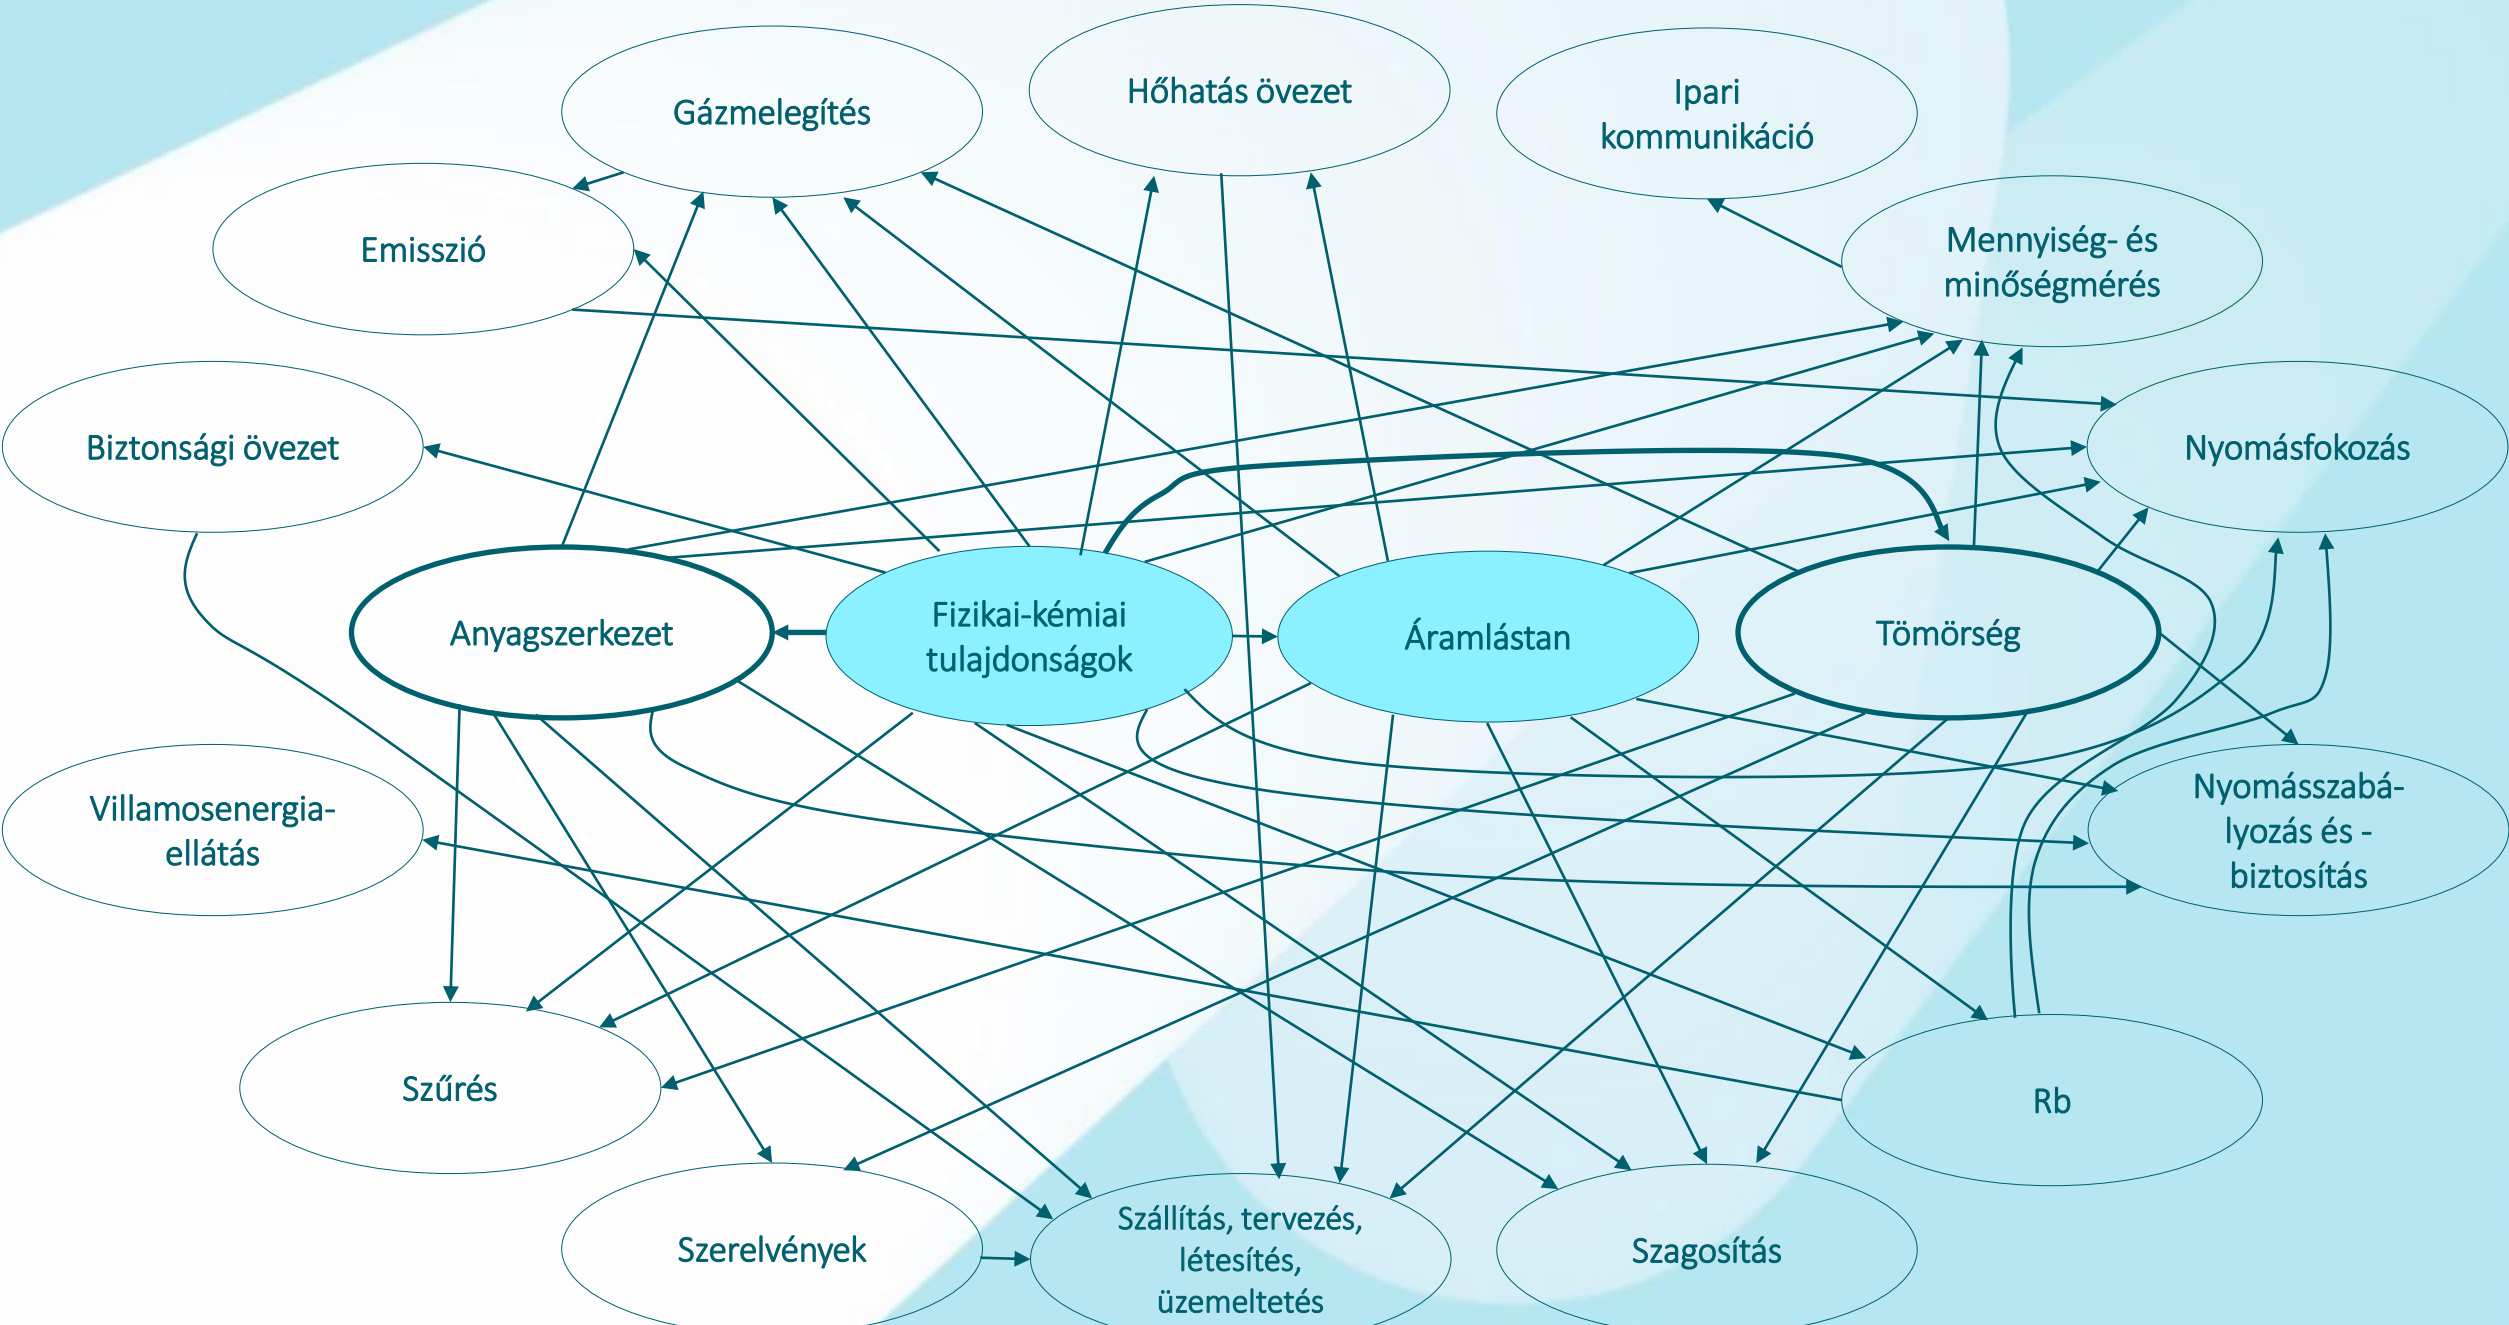 Hőhatás övezet
Gázmelegítés
Ipari
kommunikáció
Emisszió
Mennyiség- és
minőségmérés
Biztonsági övezet
Nyomásfokozás
Anyagszerkezet
Fizikai-kémiai
tulajdonságok
Áramlástan
Tömörség
Villamosenergia-
ellátás
Nyomásszabá-
lyozás és -
biztosítás
Szűrés
Rb
Szerelvények
Szállítás, tervezés,
létesítés,
üzemeltetés
Szagosítás